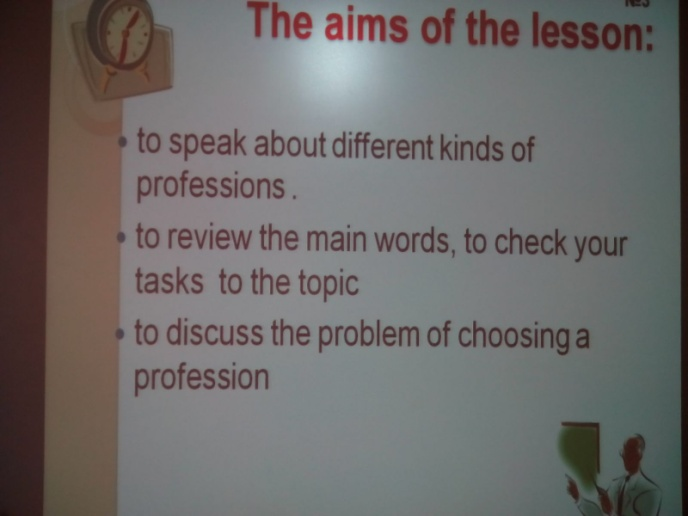 №3
The aims of the lesson:
• to speak about different kinds of
professions .
• to review the main words, to check your
tasks to the topic
• to discuss the problem of choosing a
profession